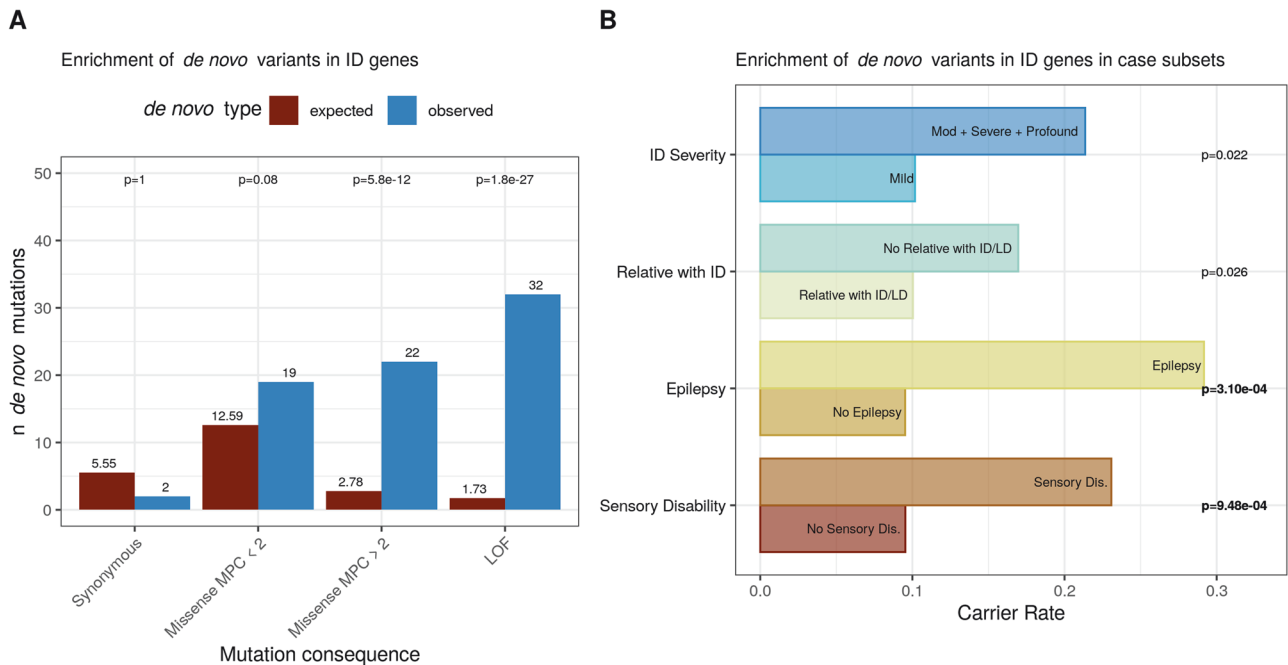 A
Enrichment of de novo variants in ID genes
de novo type expected observed
n de novo mutations
50
40
30
20
10
0
p=1 p=0.08 p=5.8e-12 p=1.8e-27
5.55
2
12.59
19
2.78
22
1.73
32
Synonymous
Missense MPC < 2
Missense MPC > 2
LOF
Mutation consequence
B
Enrichment of de novo variants in ID genes in case subsets
ID Severity
Mod + Severe + Profound
Mild
p=0.022
Relative with ID
No Relative with ID/LD
Relative with ID/LD
p=0.026
Epilepsy
Epilepsy
No Epilepsy
p=3.10e-04
Sensory Disability
Sensory Dis.
No Sensory Dis.
p=9.48e-04
0.0 0.1 0.2 0.3
Carrier Rate